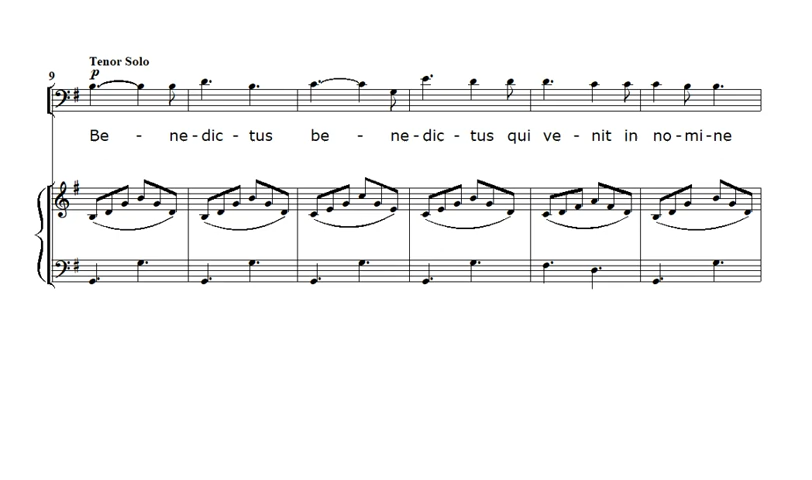 Tenor Solo
9 p
Be - ne - dic - tus be - ne - dic - tus qui ve - nit in no - mi - ne